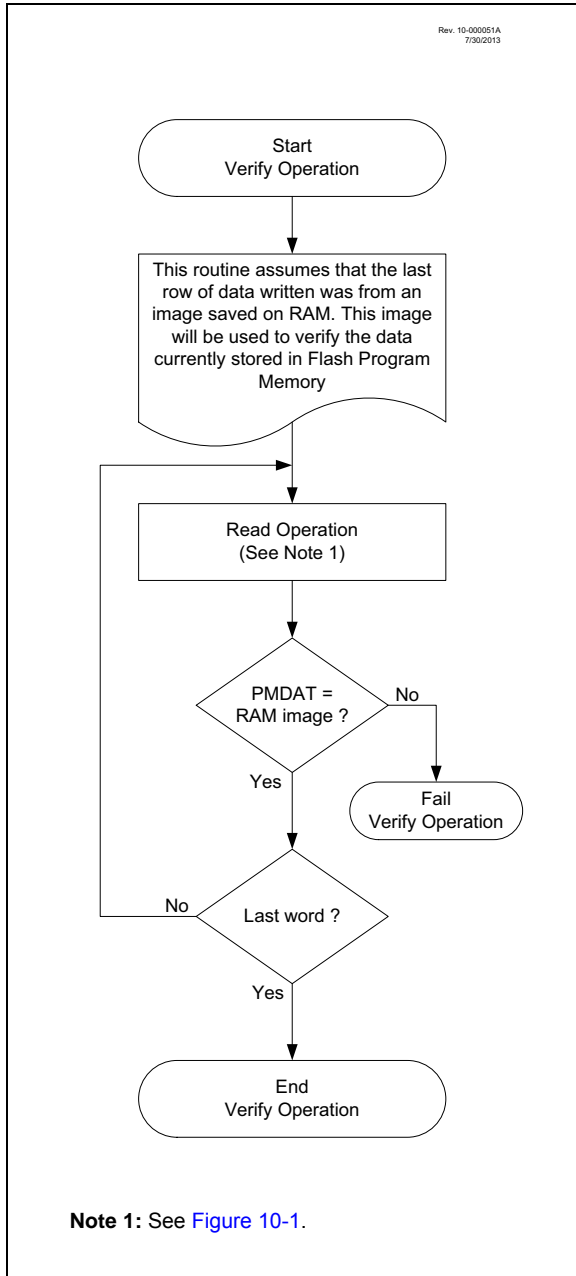 Rev. 10-000051A
7/30/2013
Start
Verify Operation
This routine assumes that the last
row of data written was from an
image saved on RAM. This image
will be used to verify the data
currently stored in Flash Program
Memory
Read Operation
(See Note 1)
PMDAT =
RAM image ?
No
Yes
Fail
Verify Operation
No
Last word ?
Yes
End
Verify Operation
Note 1: See Figure 10-1.